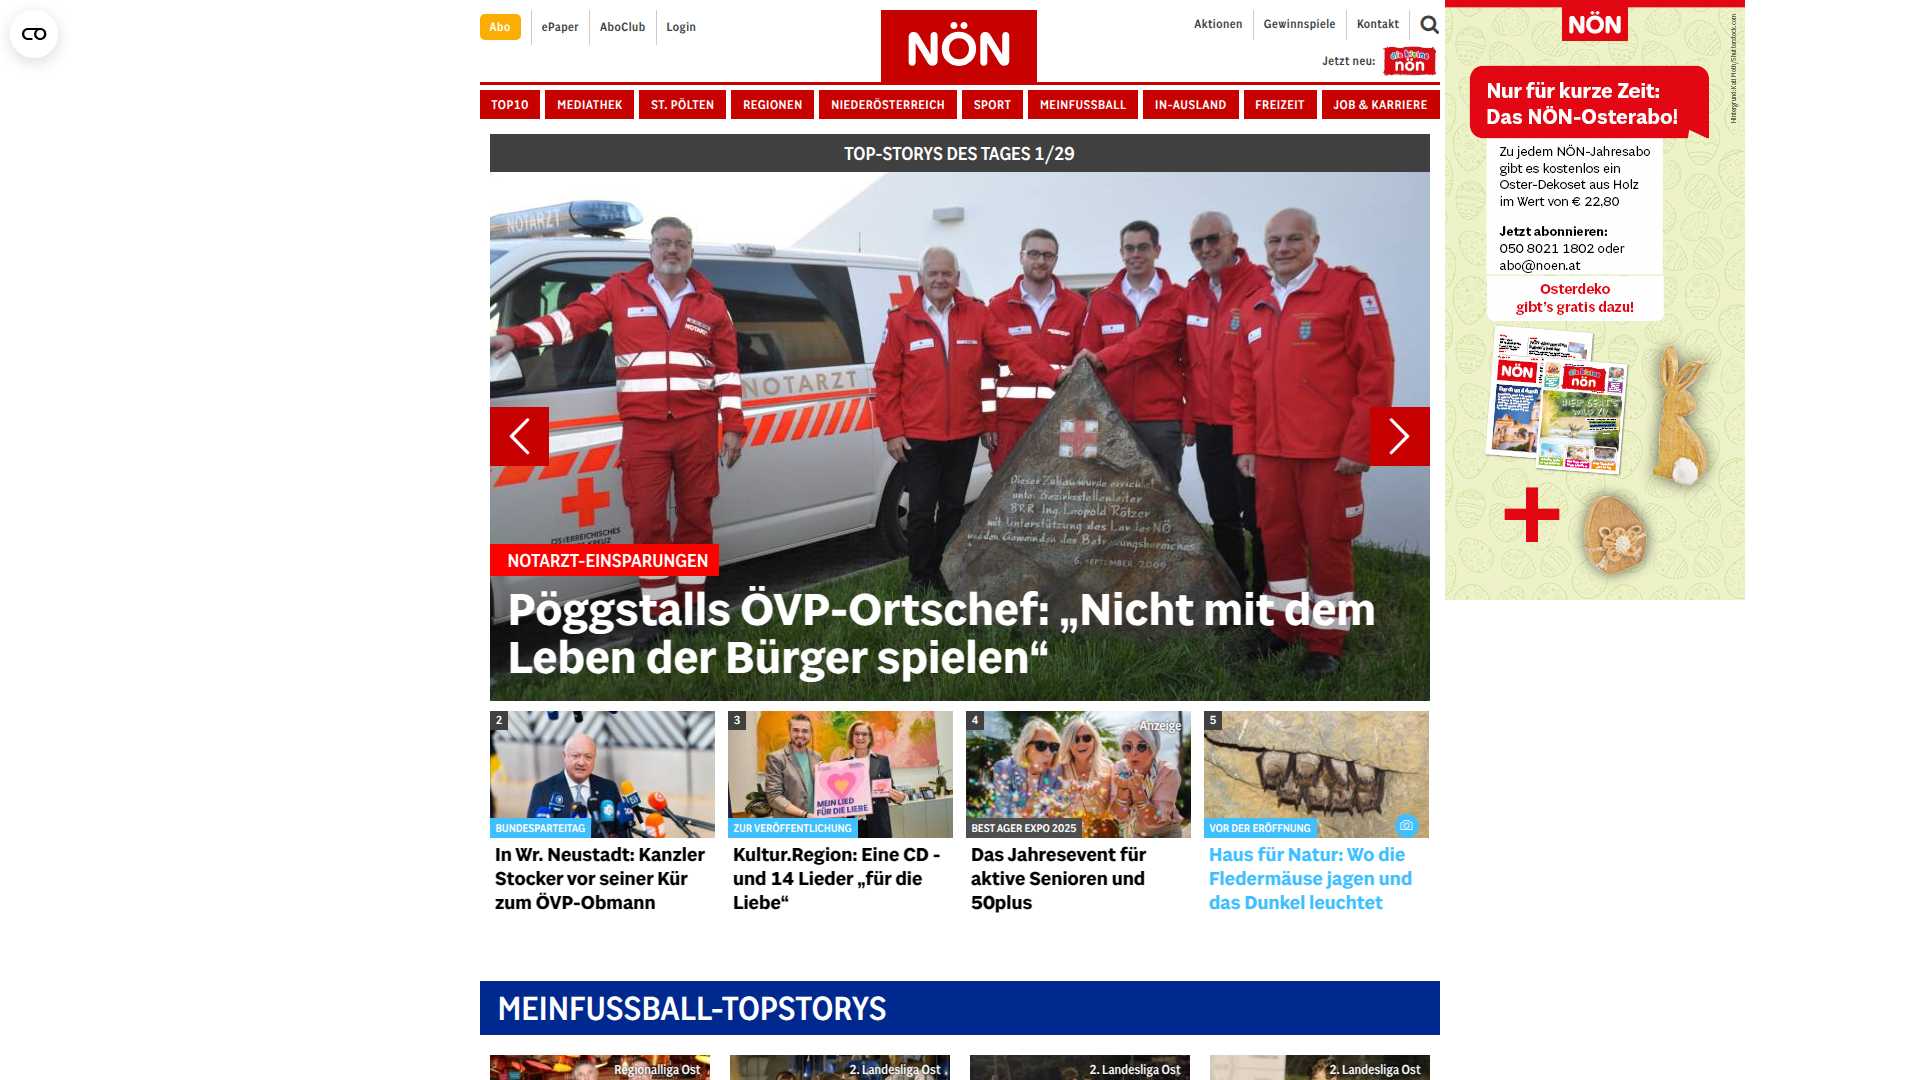 Abo
ePaper
AboClub
Login
NÖN
Aktionen
Gewinnspiele
Kontakt
Jetzt neu:
die kleine
nön
TOP10
MEDIATHEK
ST. PÖLTEN
REGIONEN
NIEDERÖSTERREICH
SPORT
MEINFUSSBALL
IN-AUSLAND
FREIZEIT
JOB & KARRIERE
TOP-STORYS DES TAGES 1/29
NOTARZT
NOTARZT
NOTARZT
Dieser Zubau wurde errichtet
unter Bezirksstellenleiter
BRR Ing. Leopold Rötzer
mit Unterstützung des Landes NÖ
und den Gemeinden des Betreuungsbereiches
6. SEPTEMBER 2009
NOTARZT-EINSPARUNGEN
Pöggstalls ÖVP-Ortschef: „Nicht mit dem
Leben der Bürger spielen“
2
BUNDESPARTEITAG
In Wr. Neustadt: Kanzler
Stocker vor seiner Kür
zum ÖVP-Obmann
3
MEIN LIED
FÜR DIE LIEBE
ZUR VERÖFFENTLICHUNG
Kultur.Region: Eine CD -
und 14 Lieder „für die
Liebe“
4
Anzeige
BEST AGER EXPO 2025
Das Jahresevent für
aktive Senioren und
50plus
5
VOR DER ERÖFFNUNG
Haus für Natur: Wo die
Fledermäuse jagen und
das Dunkel leuchtet
MEINFUSSBALL-TOPSTORYS
Regionalliga Ost
2. Landesliga Ost
2. Landesliga Ost
2. Landesliga Ost
NÖN
Nur für kurze Zeit:
Das NÖN-Osterabo!
Zu jedem NÖN-Jahresabo
gibt es kostenlos ein
Oster-Dekoset aus Holz
im Wert von € 22,80
Jetzt abonnieren:
050 8021 1802 oder
abo@noen.at
Osterdeko
gibt's gratis dazu!
NÖN
die kleine
nön